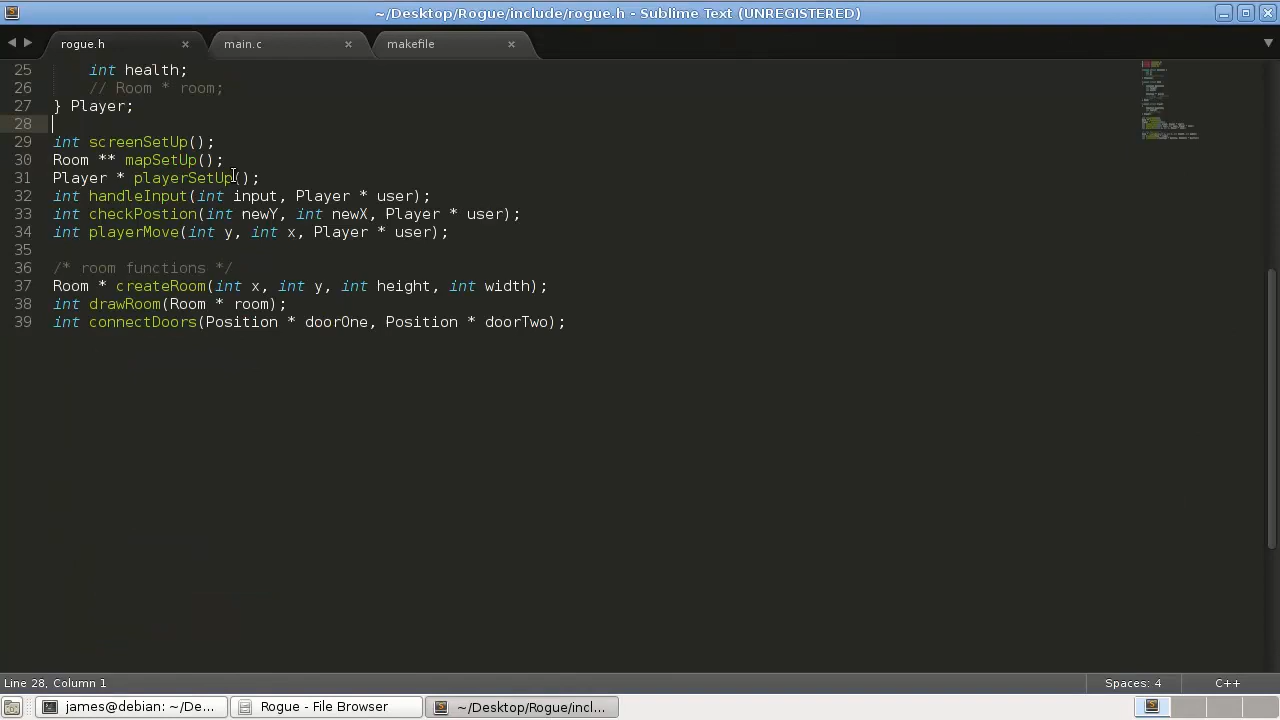 ~/Desktop/Rogue/include/rogue.h - Sublime Text (UNREGISTERED)
rogue.h × main.c × makefile ×
25 int health;
26 // Room * room;
27 } Player;
28
29 int screenSetUp();
30 Room ** mapSetUp();
31 Player * playerSetUp();
32 int handleInput(int input, Player * user);
33 int checkPostion(int newY, int newX, Player * user);
34 int playerMove(int y, int x, Player * user);
35
36 /* room functions */
37 Room * createRoom(int x, int y, int height, int width);
38 int drawRoom(Room * room);
39 int connectDoors(Position * doorOne, Position * doorTwo);
Line 28, Column 1 Spaces: 4 C++
james@debian: ~/De... Rogue - File Browser ~/Desktop/Rogue/incl...